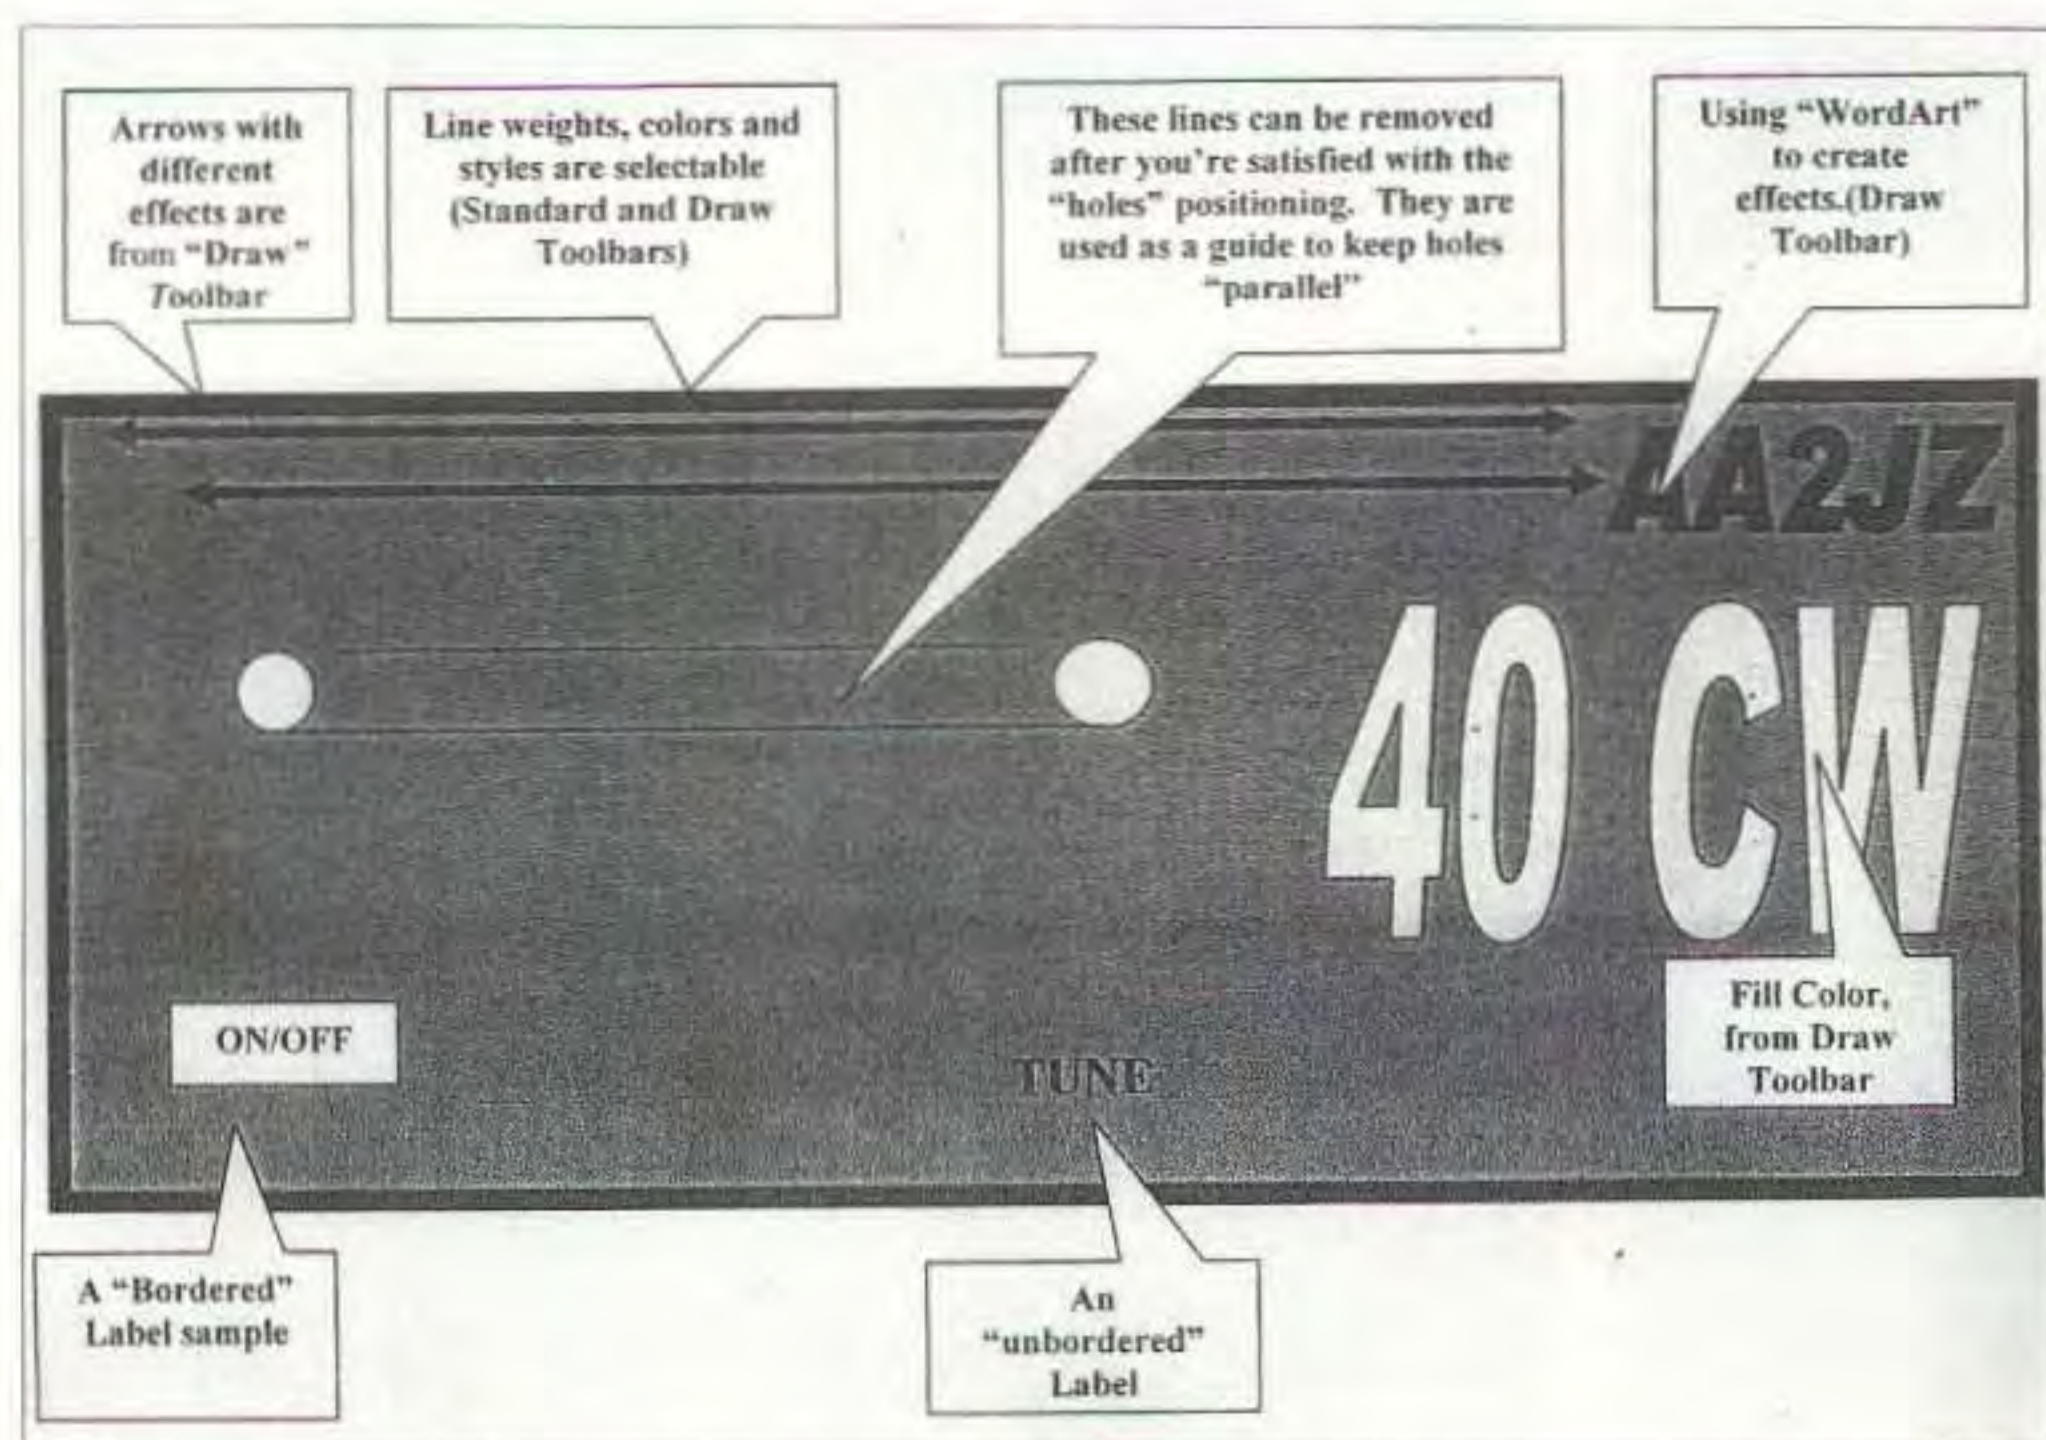 Arrows with
different
effects are
from “Draw”
Toolbar
Line weights, colors and
styles are selectable
(Standard and Draw
Toolbars)
These lines can be removed
after you’re satisfied with the
“holes” positioning. They are
used as a guide to keep holes
“parallel”
Using “WordArt”
to create
effects.(Draw
Toolbar)
AA2JZ
40 CW
ON/OFF
TUNE
Fill Color,
from Draw
Toolbar
A “Bordered”
Label sample
An
“unbordered”
Label